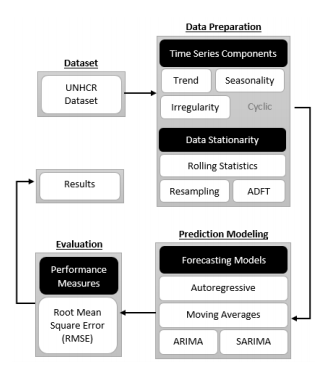 Data Preparation
Time Series Components
Trend
Seasonality
Irregularity
Cyclic
Data Stationarity
Rolling Statistics
Resampling
ADFT
Dataset
UNHCR
Dataset
Results
Evaluation
Performance
Measures
Root Mean
Square Error
(RMSE)
Prediction Modeling
Forecasting Models
Autoregressive
Moving Averages
ARIMA
SARIMA